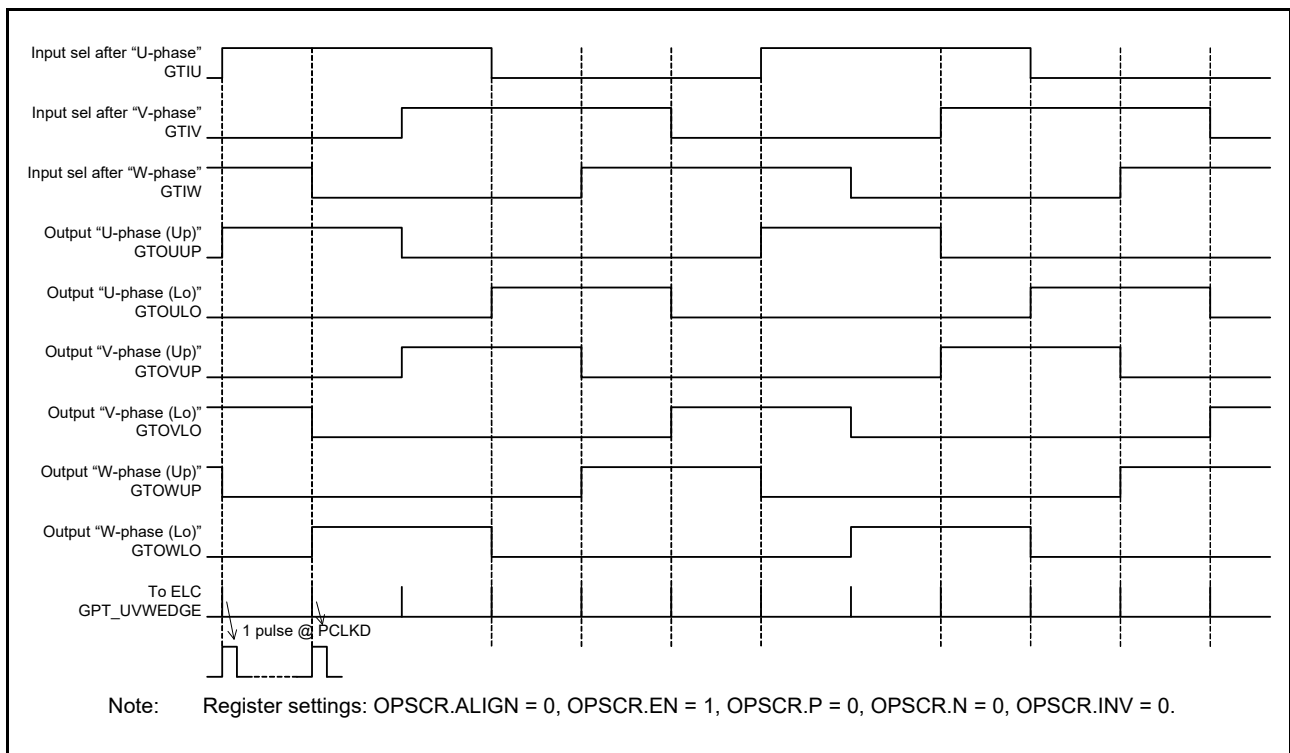 Input sel after “U-phase”
GTIU
Input sel after “V-phase”
GTIV
Input sel after “W-phase”
GTIW
Output “U-phase (Up)”
GTOUUP
Output “U-phase (Lo)”
GTOULO
Output “V-phase (Up)”
GTOVUP
Output “V-phase (Lo)”
GTOVLO
Output “W-phase (Up)”
GTOWUP
Output “W-phase (Lo)”
GTOWLO
To ELC
GPT_UVWEDGE
1 pulse @ PCLKD
Note: Register settings: OPSCR.ALIGN = 0, OPSCR.EN = 1, OPSCR.P = 0, OPSCR.N = 0, OPSCR.INV = 0.